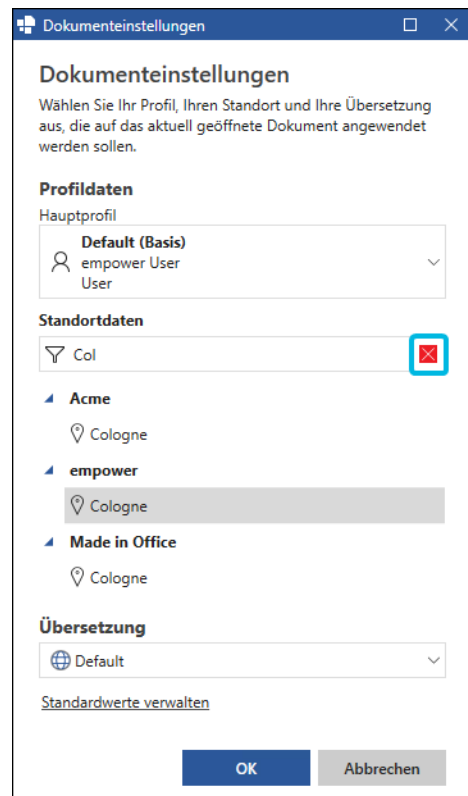 Dokumenteinstellungen
Dokumenteinstellungen
Wählen Sie Ihr Profil, Ihren Standort und Ihre Übersetzung
aus, die auf das aktuell geöffnete Dokument angewendet
werden sollen.
Profildaten
Hauptprofil
Default (Basis)
empower User
User
Standortdaten
Col
Acme
Cologne
empower
Cologne
Made in Office
Cologne
Übersetzung
Default
Standardwerte verwalten
OK Abbrechen